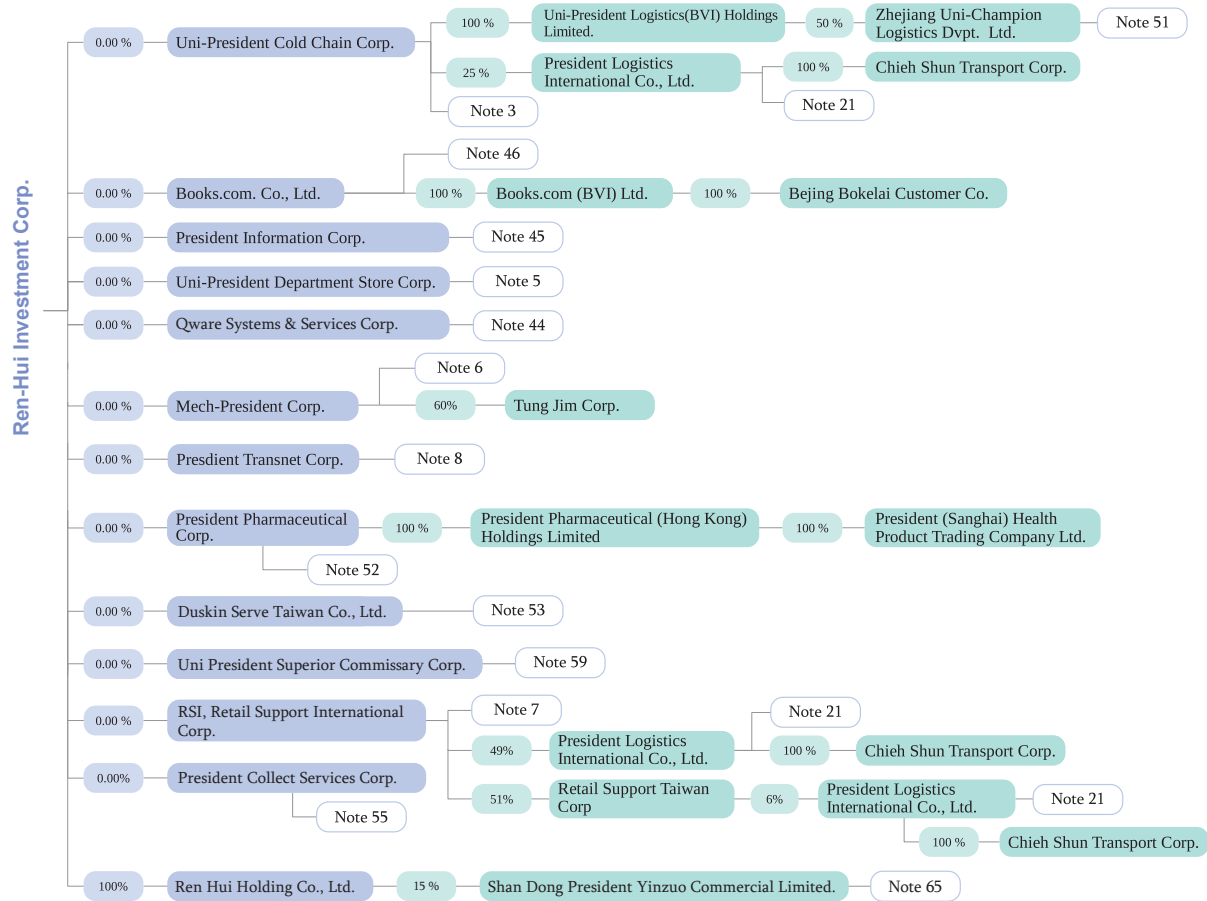 Ren-Hui Investment Corp.
0.00 %
Uni-President Cold Chain Corp.
100 %
Uni-President Logistics(BVI) Holdings
Limited.
50 %
Zhejiang Uni-Champion
Logistics Dvpt. Ltd.
Note 51
25 %
President Logistics
International Co., Ltd.
100 %
Chieh Shun Transport Corp.
Note 21
Note 3
Note 46
0.00 %
Books.com. Co., Ltd.
100 %
Books.com (BVI) Ltd.
100 %
Bejing Bokelai Customer Co.
0.00 %
President Information Corp.
Note 45
0.00 %
Uni-President Department Store Corp.
Note 5
0.00 %
Qware Systems & Services Corp.
Note 44
Note 6
0.00 %
Mech-President Corp.
60%
Tung Jim Corp.
0.00 %
Presdient Transnet Corp.
Note 8
0.00 %
President Pharmaceutical
Corp.
100 %
President Pharmaceutical (Hong Kong)
Holdings Limited
100 %
President (Sanghai) Health
Product Trading Company Ltd.
Note 52
0.00 %
Duskin Serve Taiwan Co., Ltd.
Note 53
0.00 %
Uni President Superior Commissary Corp.
Note 59
0.00 %
RSI, Retail Support International
Corp.
Note 7
49%
President Logistics
International Co., Ltd.
Note 21
100 %
Chieh Shun Transport Corp.
51%
Retail Support Taiwan
Corp
6%
President Logistics
International Co., Ltd.
Note 21
100 %
Chieh Shun Transport Corp.
0.00%
President Collect Services Corp.
Note 55
100%
Ren Hui Holding Co., Ltd.
15 %
Shan Dong President Yinzuo Commercial Limited.
Note 65